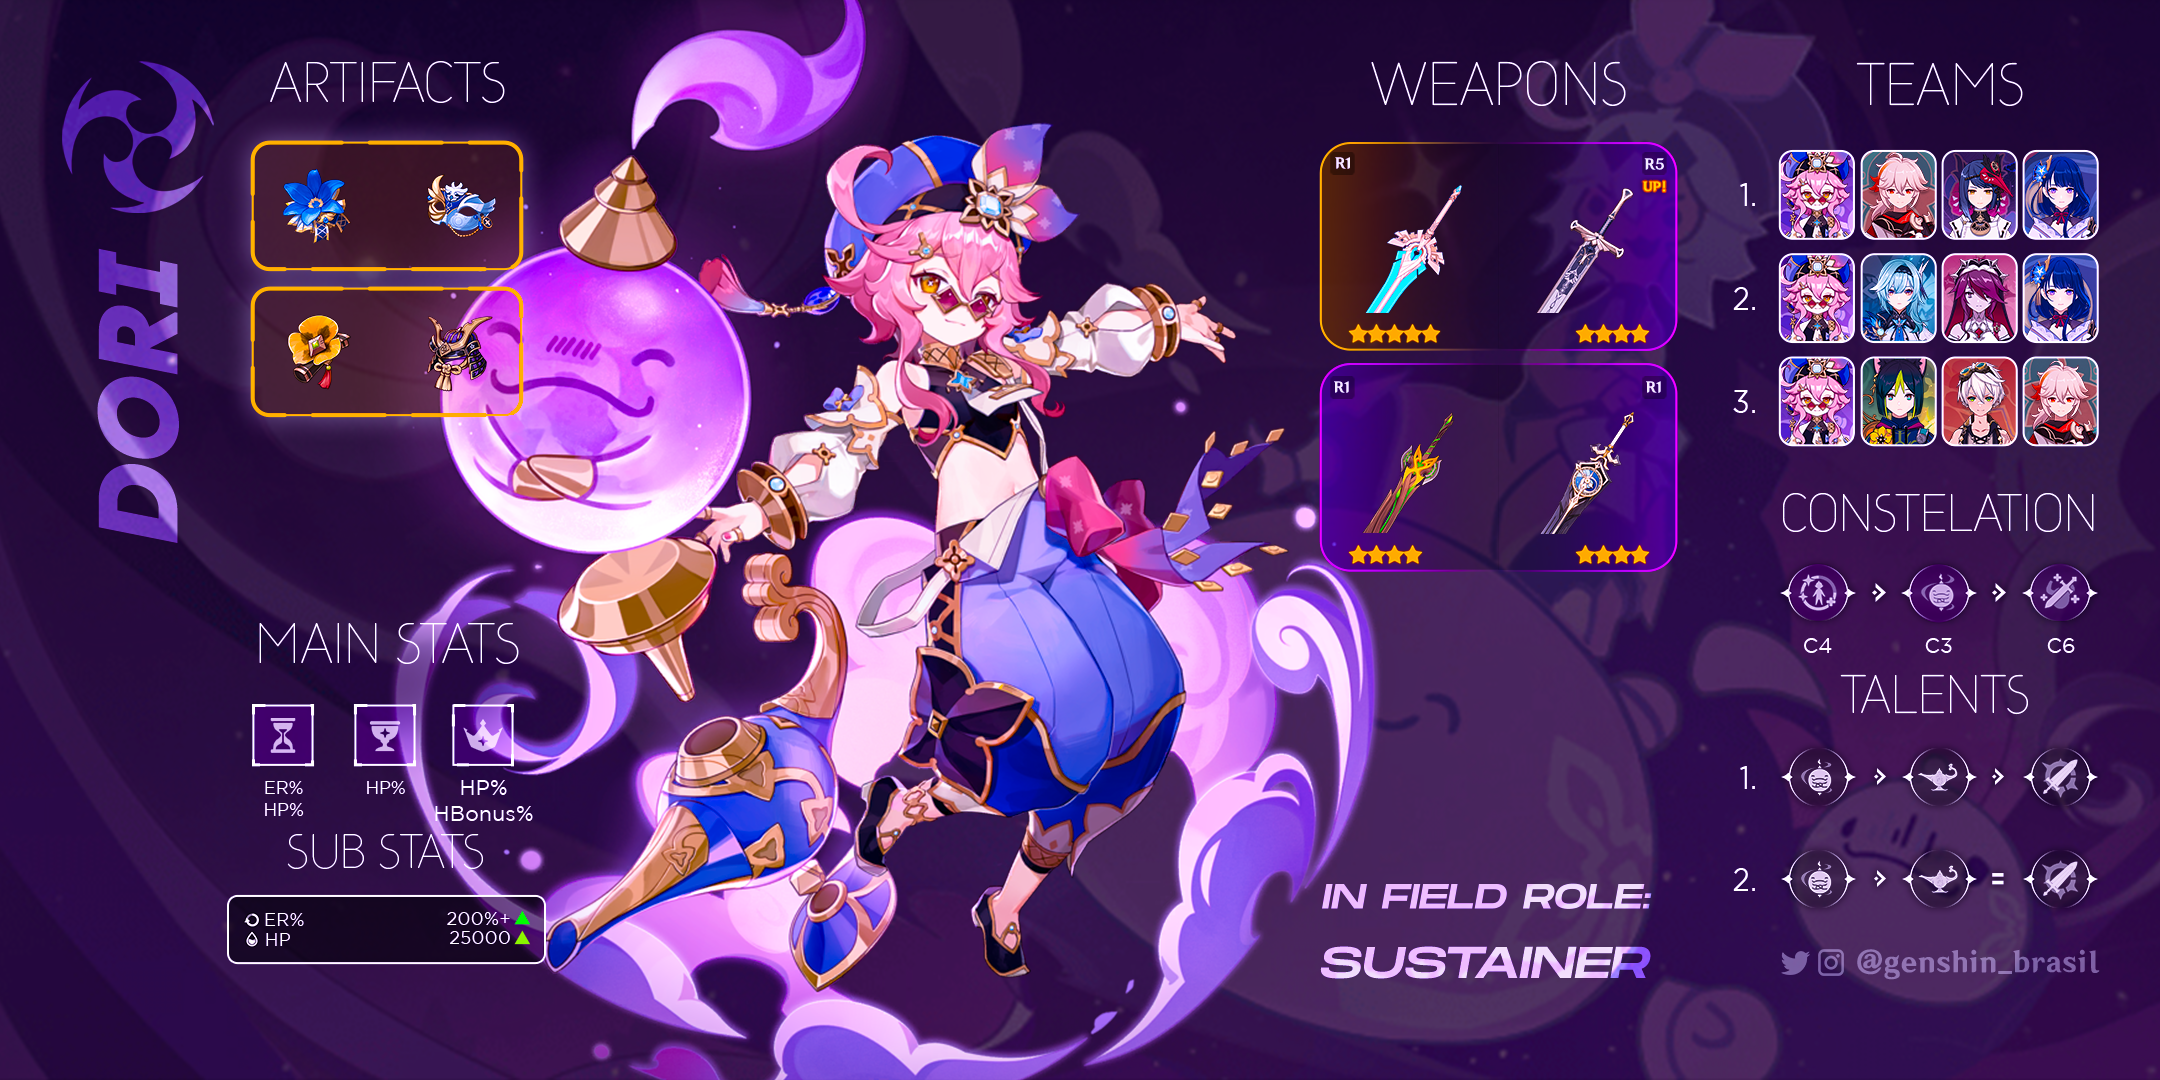 DORI
ARTIFACTS
MAIN STATS
ER%
HP%
HP%
HP%
HBonus%
SUB STATS
ER% 200%+
HP 25000
WEAPONS
R1
R5
UP!
R1
R1
IN FIELD ROLE:
SUSTAINER
TEAMS
1.
2.
3.
CONSTELATION
> >
C4 C3 C6
TALENTS
1. > >
2. > =
@genshin_brasil